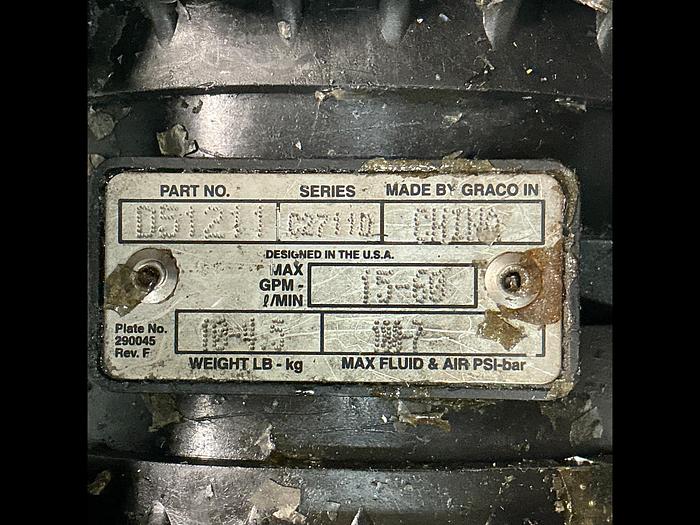 PART NO. SERIES MADE BY GRACO IN
D51211 C27110 CHINA
DESIGNED IN THE U.S.A.
MAX
GPM -
ℓ/MIN
15-60
Plate No.
290045
Rev. F
WEIGHT LB - kg MAX FLUID & AIR PSI-bar